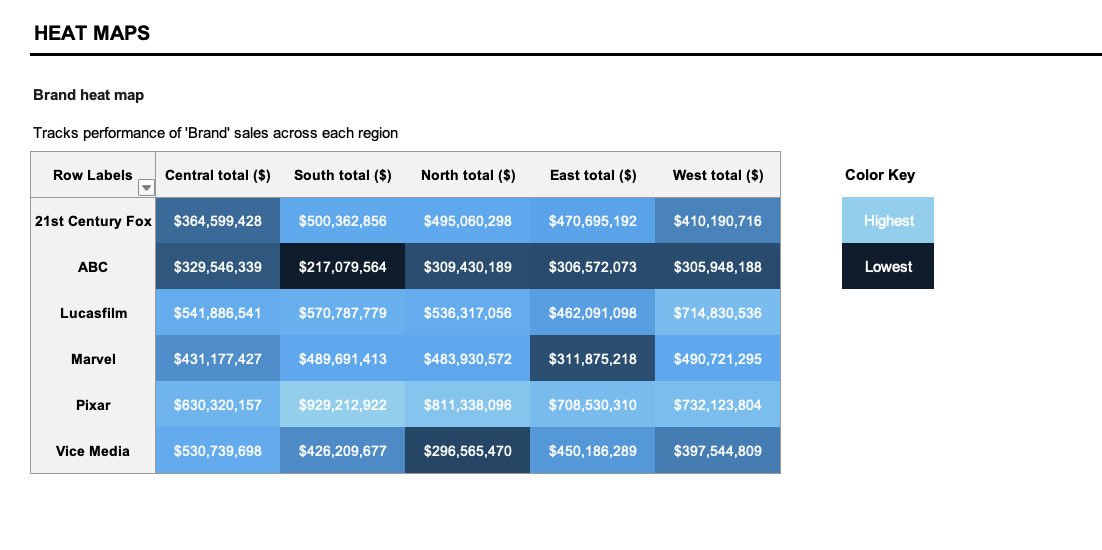 HEAT MAPS
Brand heat map
Tracks performance of 'Brand' sales across each region
Row Labels Central total ($) South total ($) North total ($) East total ($) West total ($) Color Key
21st Century Fox $364,599,428 $500,362,856 $495,060,298 $470,695,192 $410,190,716 Highest
ABC $329,546,339 $217,079,564 $309,430,189 $306,572,073 $305,948,188 Lowest
Lucasfilm $541,886,541 $570,787,779 $536,317,056 $462,091,098 $714,830,536
Marvel $431,177,427 $489,691,413 $483,930,572 $311,875,218 $490,721,295
Pixar $630,320,157 $929,212,922 $811,338,096 $708,530,310 $732,123,804
Vice Media $530,739,698 $426,209,677 $296,565,470 $450,186,289 $397,544,809